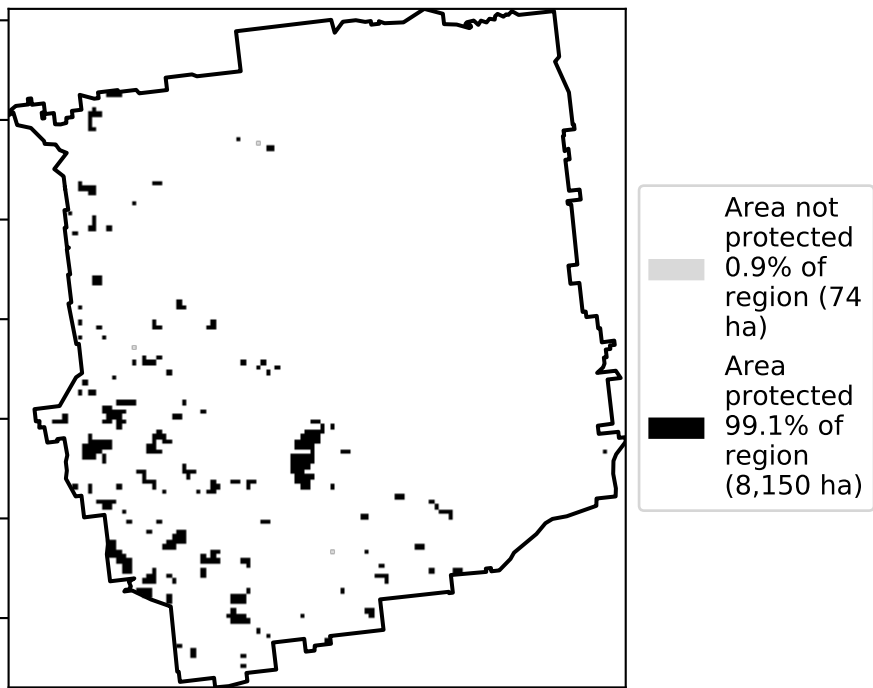 Area not
protected
0.9% of
region (74
ha)
Area
protected
99.1% of
region
(8,150 ha)